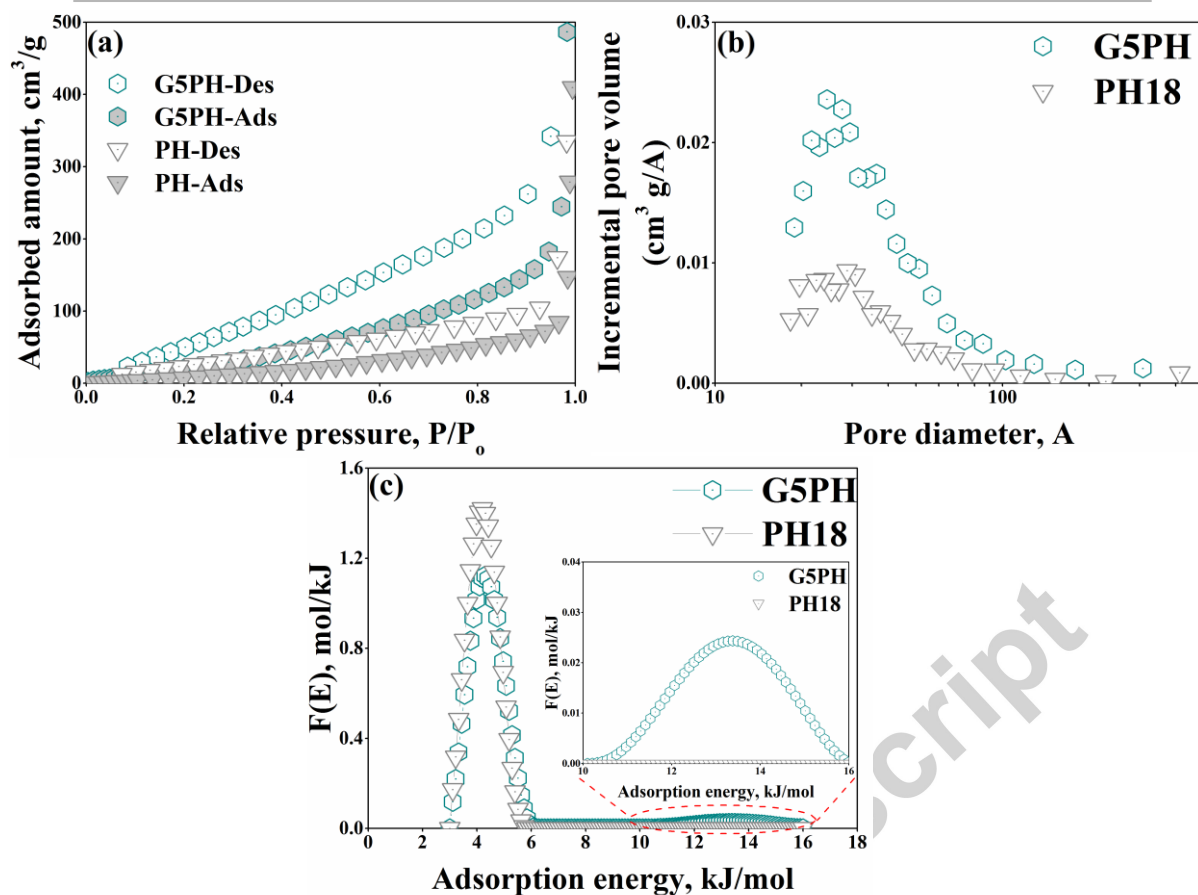 (a)
G5PH-Des
G5PH-Ads
PH-Des
PH-Ads
500
400
300
200
100
0
0.0 0.2 0.4 0.6 0.8 1.0
Adsorbed amount, cm³/g
Relative pressure, P/Pₒ
(b)
G5PH
PH18
0.03
0.02
0.01
0.00
10 100
Incremental pore volume
(cm³ g/A)
Pore diameter, A
(c)
G5PH
PH18
1.6
1.2
0.8
0.4
0.0
0 2 4 6 8 10 12 14 16 18
F(E), mol/kJ
Adsorption energy, kJ/mol
G5PH
PH18
0.04
0.03
0.02
0.01
0.00
10 12 14 16
F(E), mol/kJ
Adsorption energy, kJ/mol
script